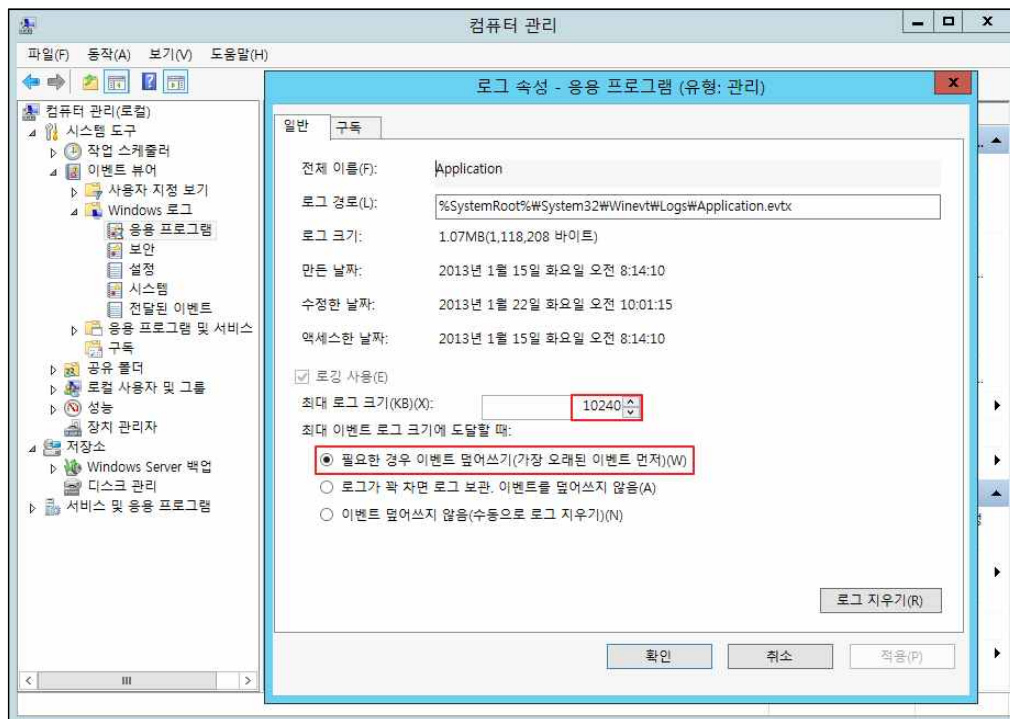 컴퓨터 관리
파일(F) 동작(A) 보기(V) 도움말(H)
컴퓨터 관리(로컬)
시스템 도구
작업 스케줄러
이벤트 뷰어
사용자 지정 보기
Windows 로그
응용 프로그램
보안
설정
시스템
전달된 이벤트
응용 프로그램 및 서비스
구독
공유 폴더
로컬 사용자 및 그룹
성능
장치 관리자
저장소
Windows Server 백업
디스크 관리
서비스 및 응용 프로그램
로그 속성 - 응용 프로그램 (유형: 관리)
일반 구독
전체 이름(F): Application
로그 경로(L): %SystemRoot%₩System32₩Winevt₩Logs₩Application.evtx
로그 크기: 1.07MB(1,118,208 바이트)
만든 날짜: 2013년 1월 15일 화요일 오전 8:14:10
수정한 날짜: 2013년 1월 22일 화요일 오전 10:01:15
액세스한 날짜: 2013년 1월 15일 화요일 오전 8:14:10
로깅 사용(E)
최대 로그 크기(KB)(X): 10240
최대 이벤트 로그 크기에 도달할 때:
필요한 경우 이벤트 덮어쓰기(가장 오래된 이벤트 먼저)(W)
로그가 꽉 차면 로그 보관. 이벤트를 덮어쓰지 않음(A)
이벤트 덮어쓰지 않음(수동으로 로그 지우기)(N)
로그 지우기(R)
확인 취소 적용(P)